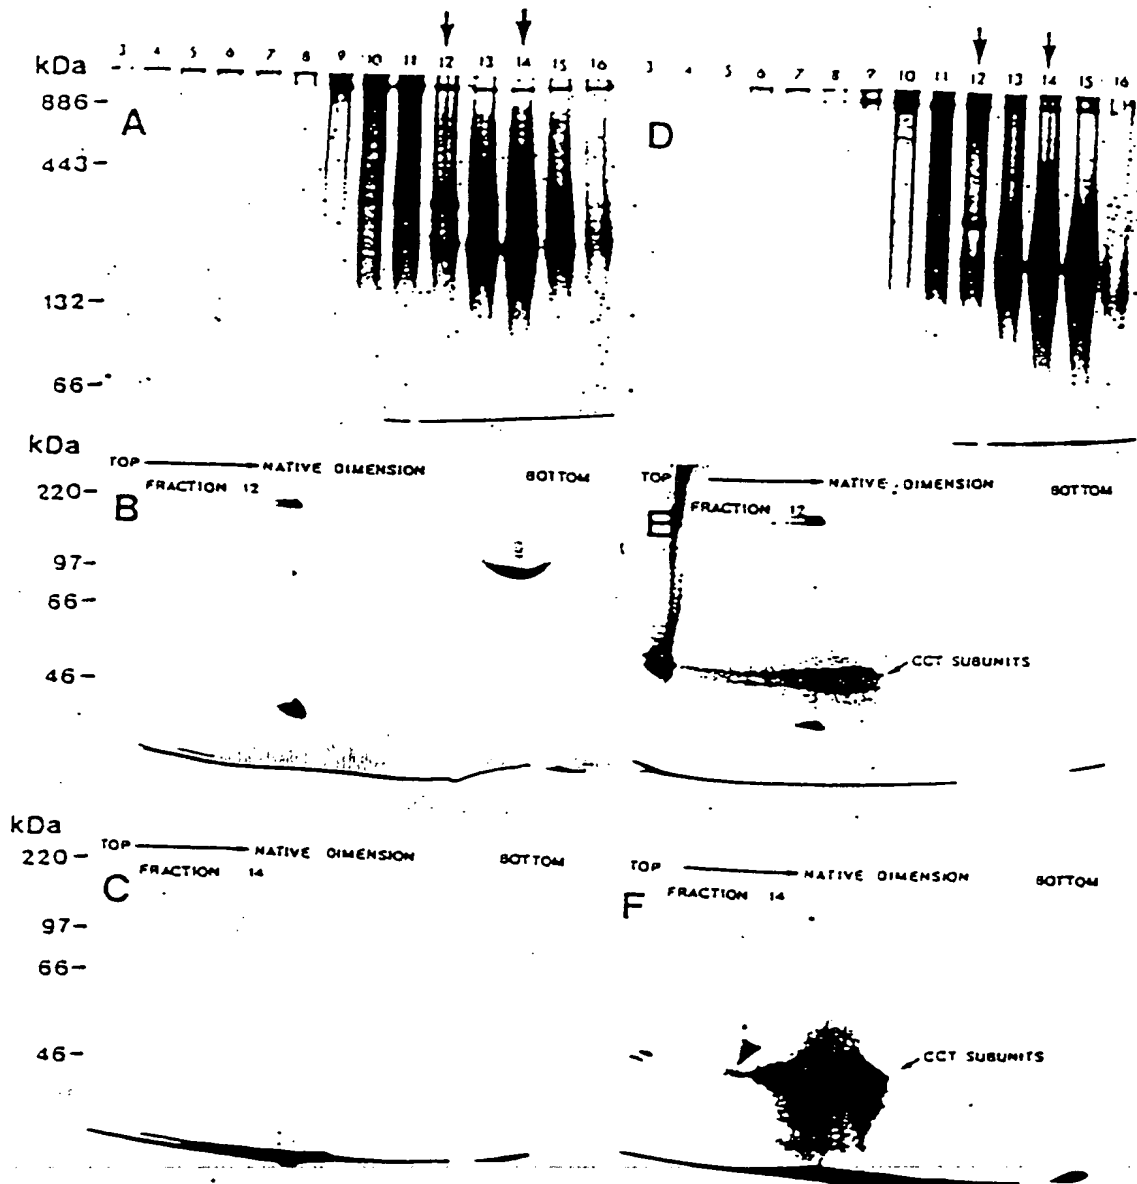 kDa 3 4 5 6 7 8 9 10 11 12 13 14 15 16
886-
A
443-
132-
66-
3 4 5 6 7 8 9 10 11 12 13 14 15 16
D
kDa
TOP NATIVE DIMENSION BOTTOM
220- FRACTION 12
B
97-
66-
46-
TOP NATIVE DIMENSION BOTTOM
FRACTION 12
E
CCT SUBUNITS
kDa
TOP NATIVE DIMENSION BOTTOM
220-
FRACTION 14
C
97-
66-
46-
TOP NATIVE DIMENSION BOTTOM
FRACTION 14
F
CCT SUBUNITS